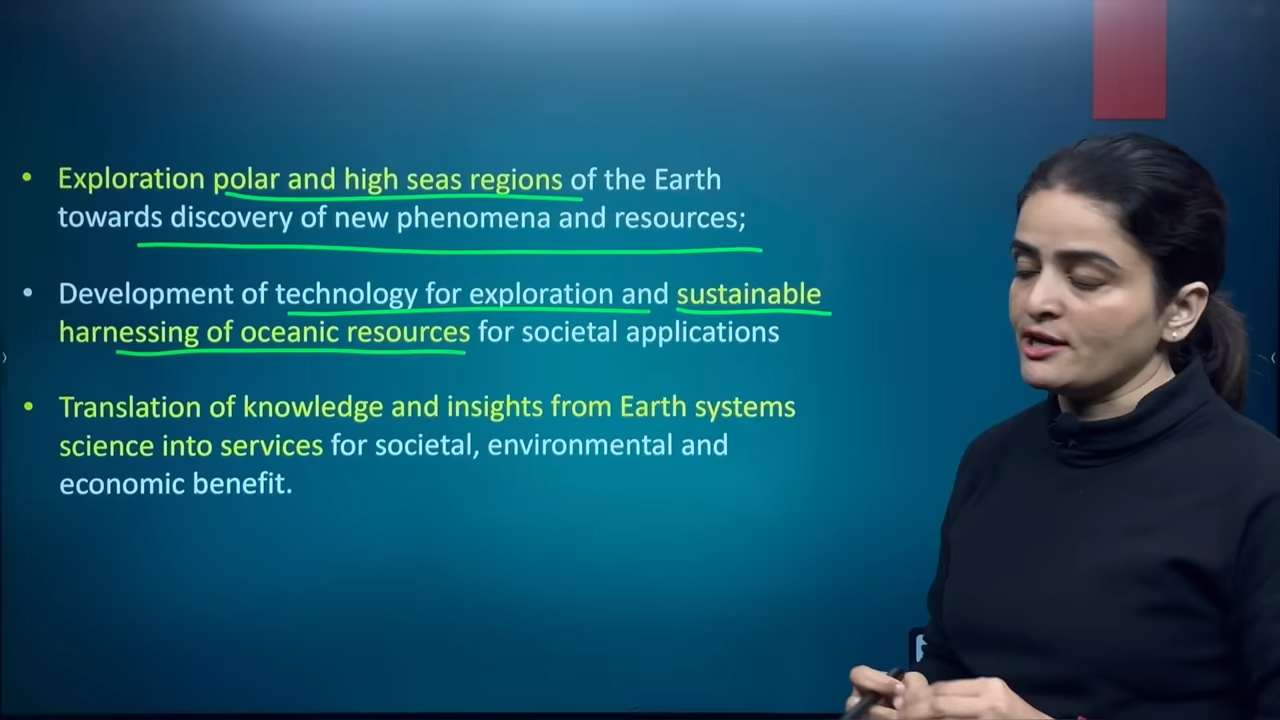 • Exploration polar and high seas regions of the Earth
towards discovery of new phenomena and resources;
• Development of technology for exploration and sustainable
harnessing of oceanic resources for societal applications
• Translation of knowledge and insights from Earth systems
science into services for societal, environmental and
economic benefit.